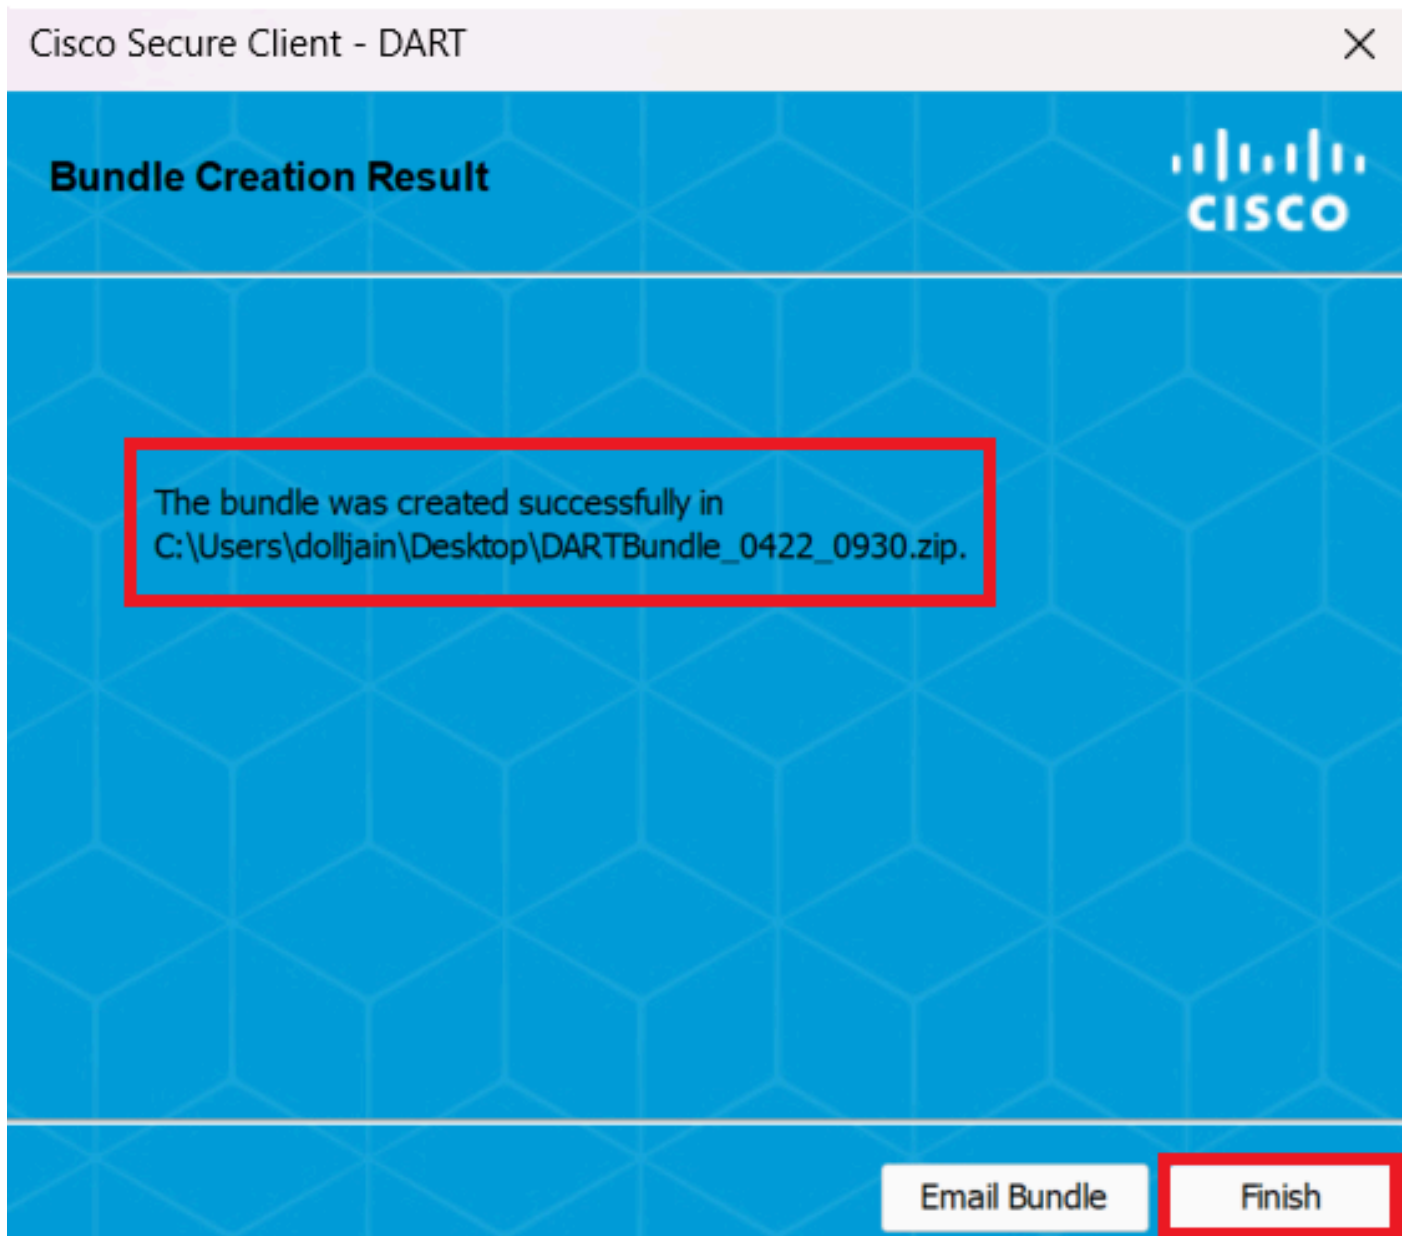 Cisco Secure Client - DART
Bundle Creation Result
CISCO
The bundle was created successfully in
C:\Users\dolljain\Desktop\DARTBundle_0422_0930.zip.
Email Bundle
Finish